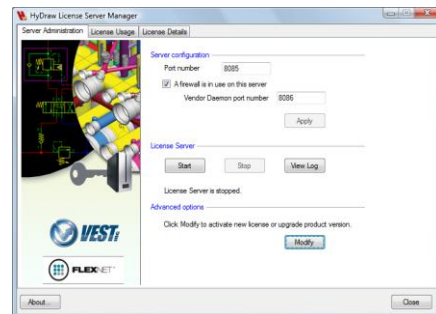 HyDraw License Server Manager
Server Administration License Usage License Details
Server configuration
Port number 8085
A firewall is in use on this server
Vendor Daemon port number 8086
Apply
License Server
Start Stop View Log
License Server is stopped.
Advanced options
Click Modify to activate new license or upgrade product version.
Modify
VEST
FLEXNET
About... Close